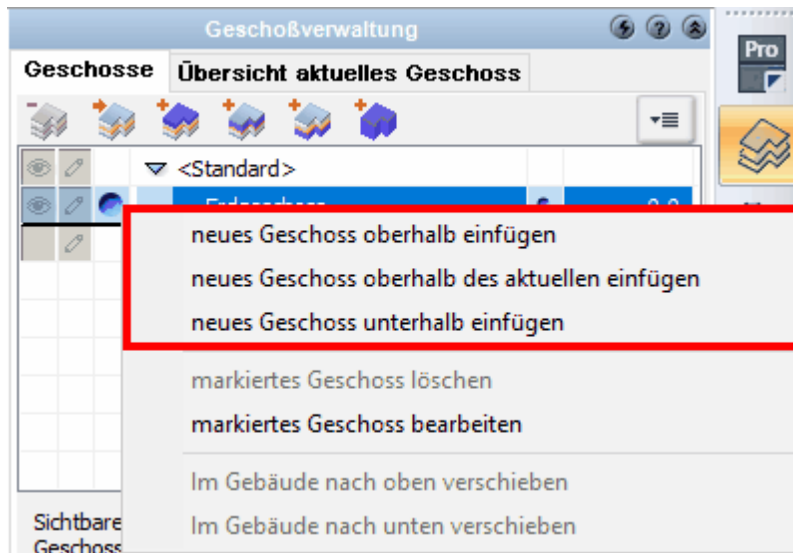 Geschoßverwaltung
Pro
Geschosse Übersicht aktuelles Geschoss
<Standard>
neues Geschoss oberhalb einfügen
neues Geschoss oberhalb des aktuellen einfügen
neues Geschoss unterhalb einfügen
markiertes Geschoss löschen
markiertes Geschoss bearbeiten
Im Gebäude nach oben verschieben
Sichtbare
Im Gebäude nach unten verschieben
Geschoss